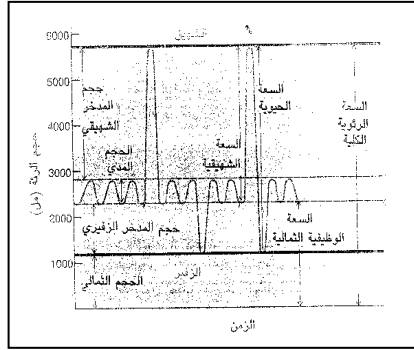 الشهيق
6000
5000
4000
3000
2000
1000
حجم الرئة (مل)
حجم
المدخر
الشهيقي
الحجم
المدي
السعة
الشهيقية
السعة
الحيوية
السعة
الرئوية
الكلية
حجم المدخر الزفيري
السعة
الوظيفية الثمالية
الزفير
الحجم الثمالي
الزمن